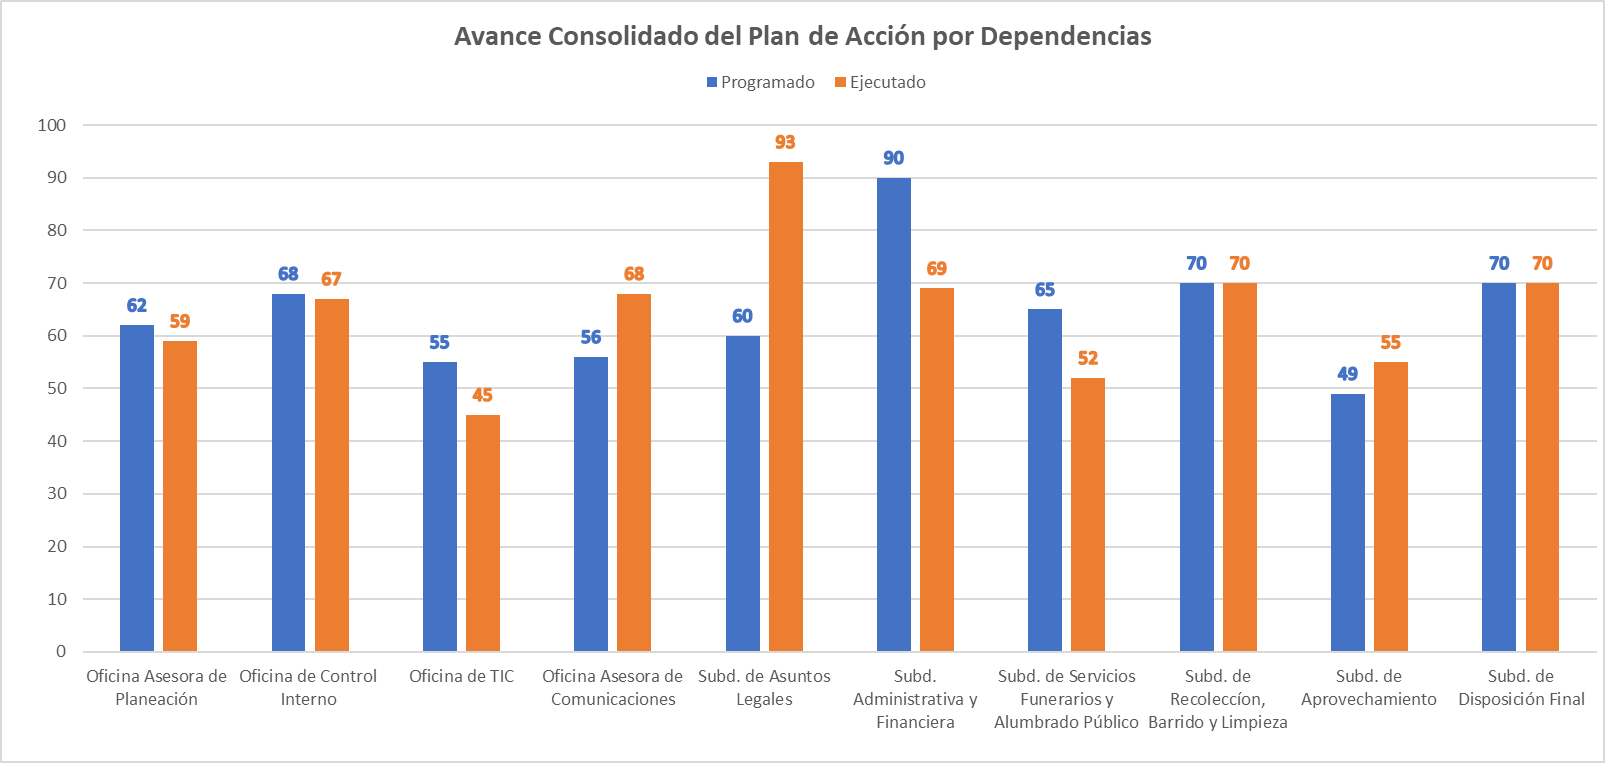 Avance Consolidado del Plan de Acción por Dependencias
Programado Ejecutado
100
90
80
70
60
50
40
30
20
10
0
62 59
68 67
55 45
56 68
60 93
90 69
65 52
70 70
49 55
70 70
Oficina Asesora de
Planeación
Oficina de Control
Interno
Oficina de TIC
Oficina Asesora de
Comunicaciones
Subd. de Asuntos
Legales
Subd.
Administrativa y
Financiera
Subd. de Servicios
Funerarios y
Alumbrado Público
Subd. de
Recoleccíon,
Barrido y Limpieza
Subd. de
Aprovechamiento
Subd. de
Disposición Final